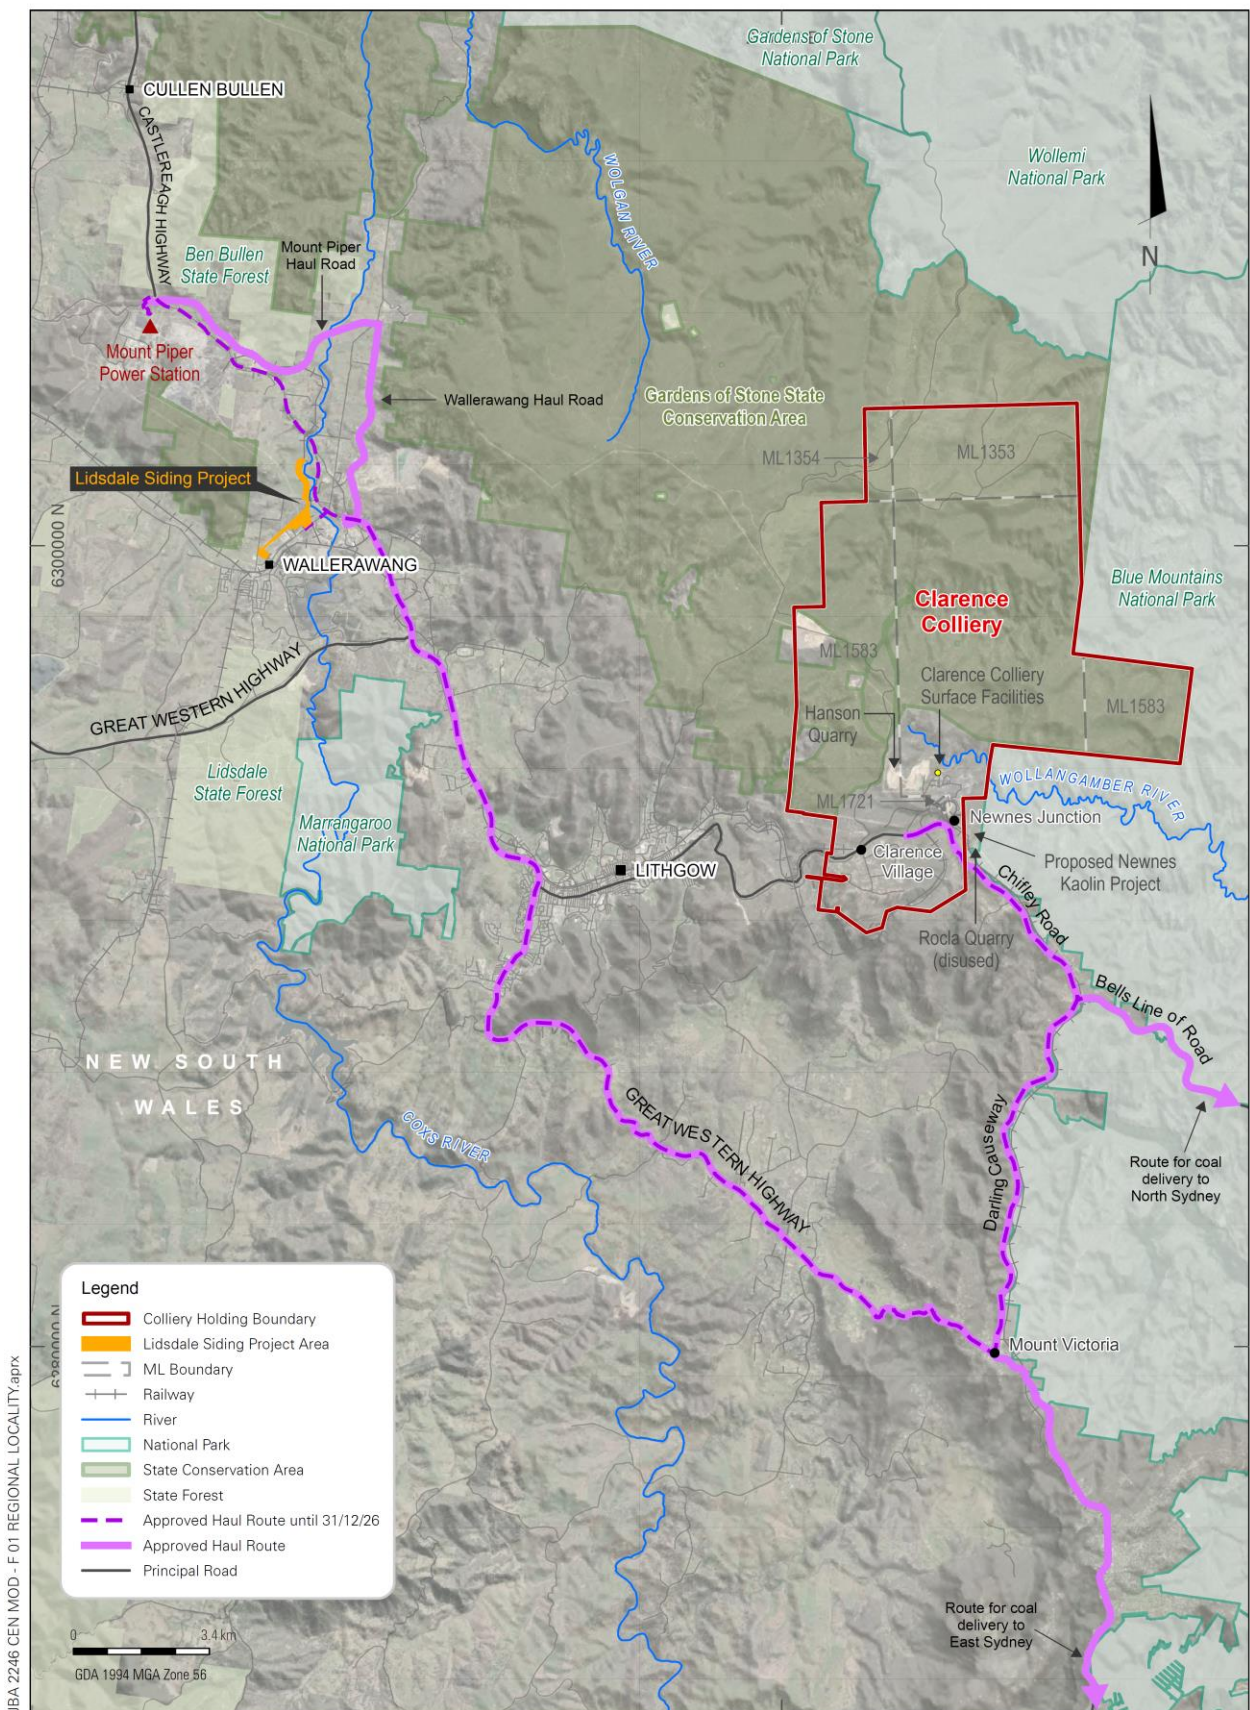 Gardens of Stone
National Park
CULLEN BULLEN
CASTLEREAGH HIGHWAY
Wollemi
National Park
WOLGAN RIVER
N
Ben Bullen
State Forest
Mount Piper
Haul Road
Mount Piper
Power Station
Wallerawang Haul Road
Gardens of Stone State
Conservation Area
ML1354
ML1353
Lidsdale Siding Project
6300000 N
WALLERAWANG
Blue Mountains
National Park
Clarence
Colliery
ML1583
Clarence Colliery
Surface Facilities
ML1583
GREAT WESTERN HIGHWAY
Hanson
Quarry
Lidsdale
State Forest
WOLLANGAMBER RIVER
ML1721
Newnes Junction
Marrangaroo
National Park
Clarence
Village
Proposed Newnes
Kaolin Project
LITHGOW
Chifley Road
Rocla Quarry
(disused)
Bells Line of Road
NEW SOUTH
WALES
COXS RIVER
GREAT WESTERN HIGHWAY
Darling Causeway
Route for coal
delivery to
North Sydney
Mount Victoria
6280000 N
Legend
Colliery Holding Boundary
Lidsdale Siding Project Area
ML Boundary
Railway
River
National Park
State Conservation Area
State Forest
Approved Haul Route until 31/12/26
Approved Haul Route
Principal Road
Route for coal
delivery to
East Sydney
0 3.4 km
GDA 1994 MGA Zone 56
JBA 2246 CEN MOD - F 01 REGIONAL LOCALITY.aprx